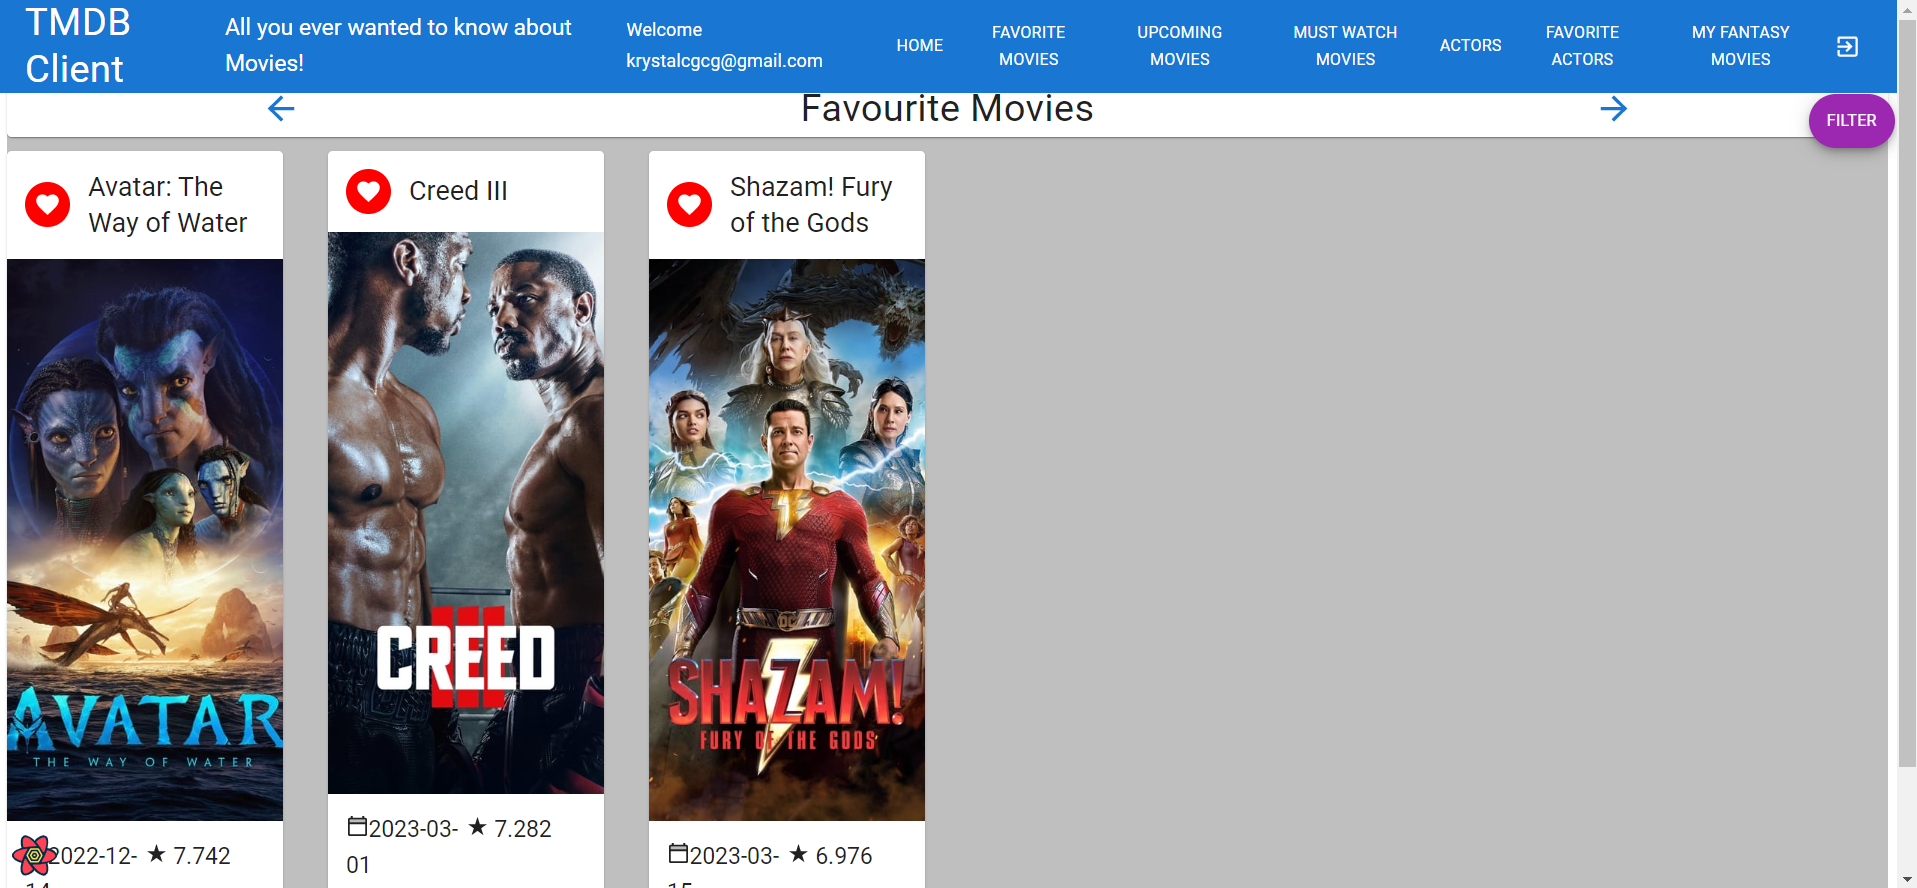 TMDB
Client
All you ever wanted to know about
Movies!
Welcome
krystalcgcg@gmail.com
HOME
FAVORITE
MOVIES
UPCOMING
MOVIES
MUST WATCH
MOVIES
ACTORS
FAVORITE
ACTORS
MY FANTASY
MOVIES
Favourite Movies
FILTER
Avatar: The
Way of Water
AVATAR
THE WAY OF WATER
2022-12- ★ 7.742
14
Creed III
CREED
III
2023-03- ★ 7.282
01
Shazam! Fury
of the Gods
DC
SHAZAM!
FURY OF THE GODS
2023-03- ★ 6.976
15